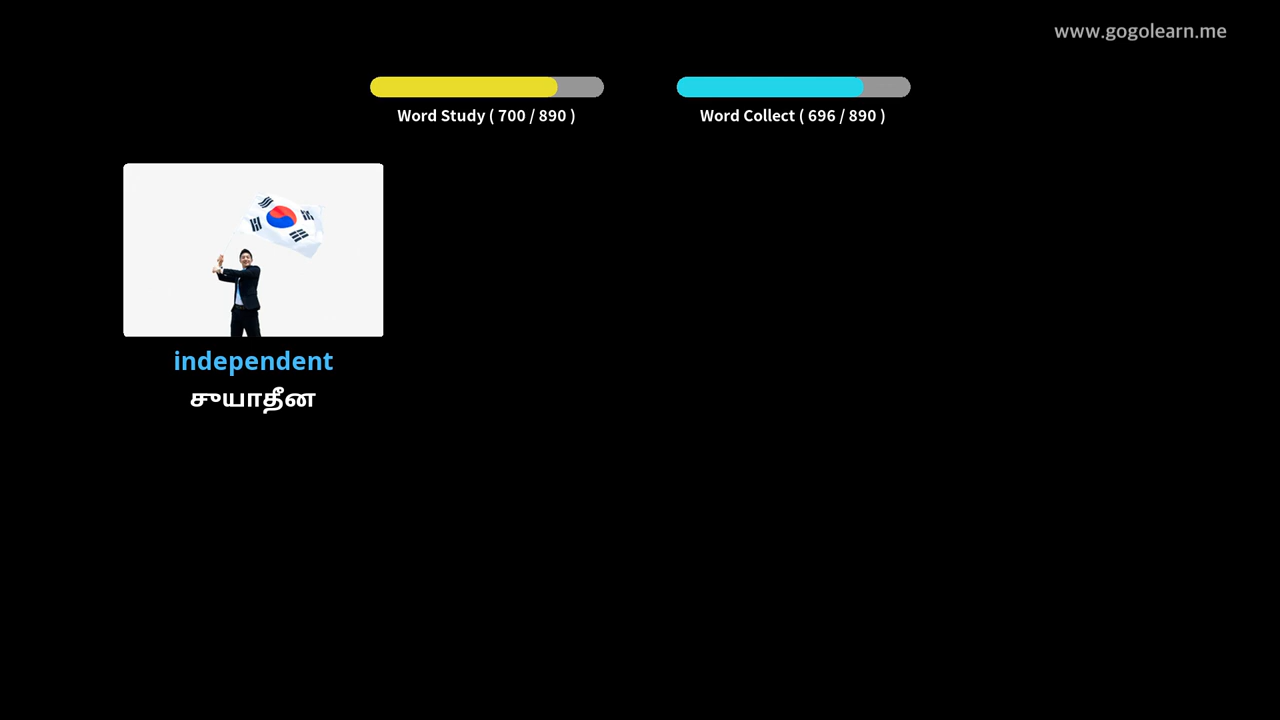 www.gogolearn.me
Word Study ( 700 / 890 )
Word Collect ( 696 / 890 )
independent
சுயாதீன